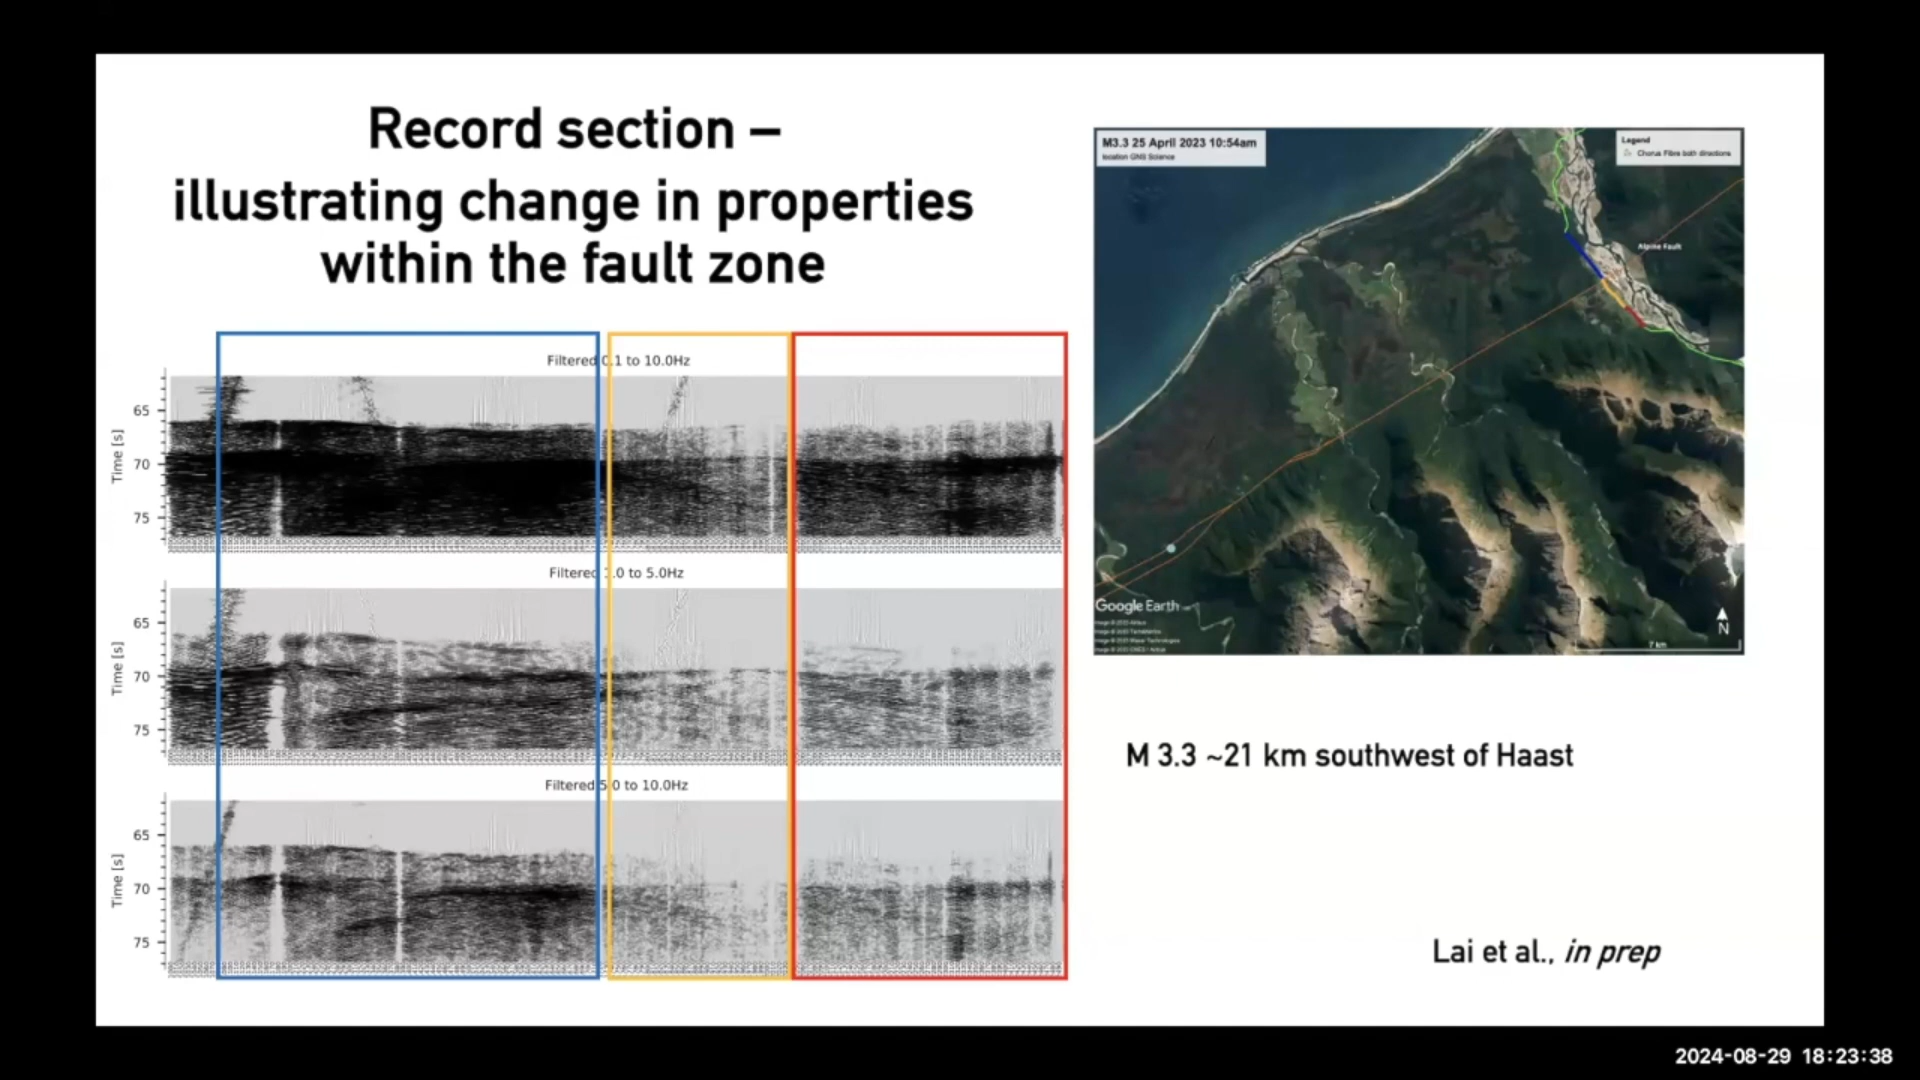 Record section –
illustrating change in properties
within the fault zone
Filtered 0.1 to 10.0Hz
65
70
75
Time [s]
Filtered 1.0 to 5.0Hz
65
70
75
Time [s]
Filtered 5.0 to 10.0Hz
65
70
75
Time [s]
M3.3 25 April 2023 10:54am
location GNS Science
Legend
Chorus Fibre both directions
Alpine Fault
Google Earth
N
7 km
M 3.3 ~21 km southwest of Haast
Lai et al., in prep
2024-08-29 18:23:38